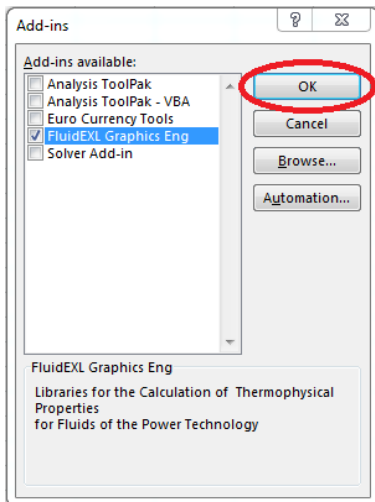 Add-ins
Add-ins available:
Analysis ToolPak
Analysis ToolPak - VBA
Euro Currency Tools
FluidEXL Graphics Eng
Solver Add-in
OK
Cancel
Browse...
Automation...
FluidEXL Graphics Eng
Libraries for the Calculation of Thermophysical
Properties
for Fluids of the Power Technology